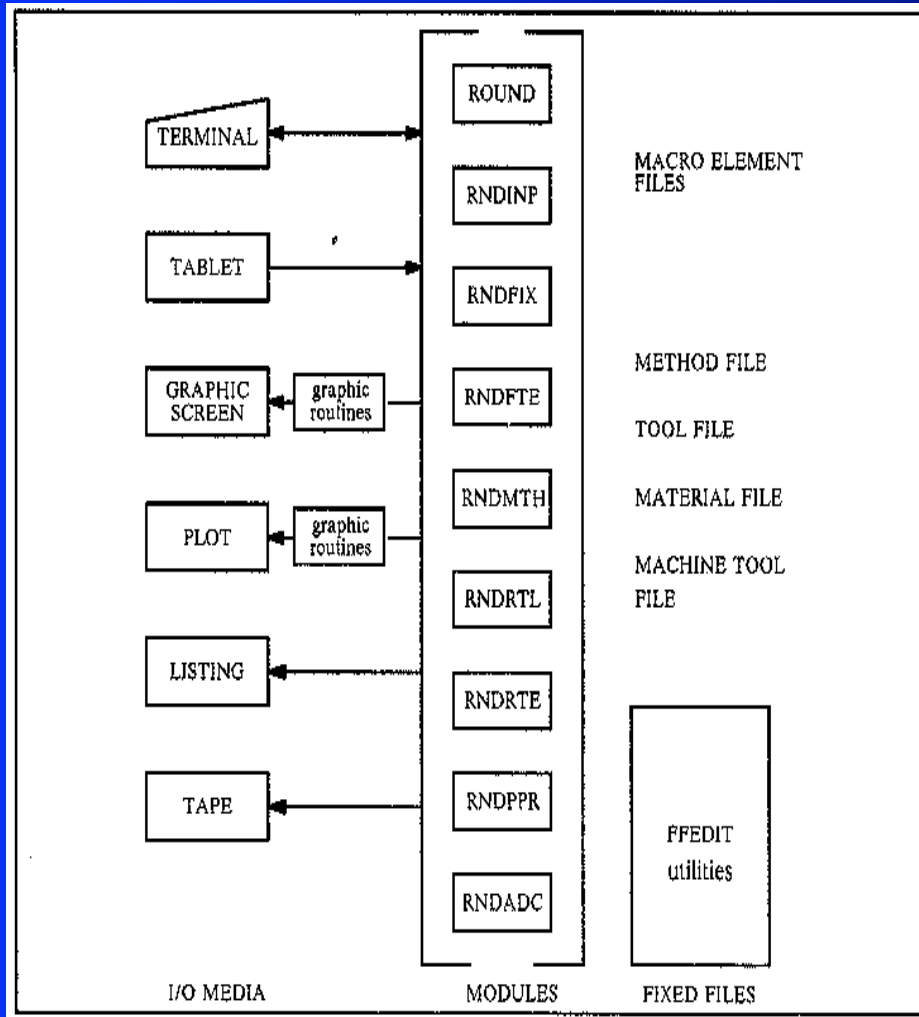 TERMINAL
TABLET
GRAPHIC
SCREEN
graphic
routines
PLOT
graphic
routines
LISTING
TAPE
I/O MEDIA
ROUND
RNDINP
RNDFIX
RNDFTE
RNDMTH
RNDRTL
RNDRTE
RNDPPR
RNDADC
MODULES
MACRO ELEMENT
FILES
METHOD FILE
TOOL FILE
MATERIAL FILE
MACHINE TOOL
FILE
FFEDIT
utilities
FIXED FILES